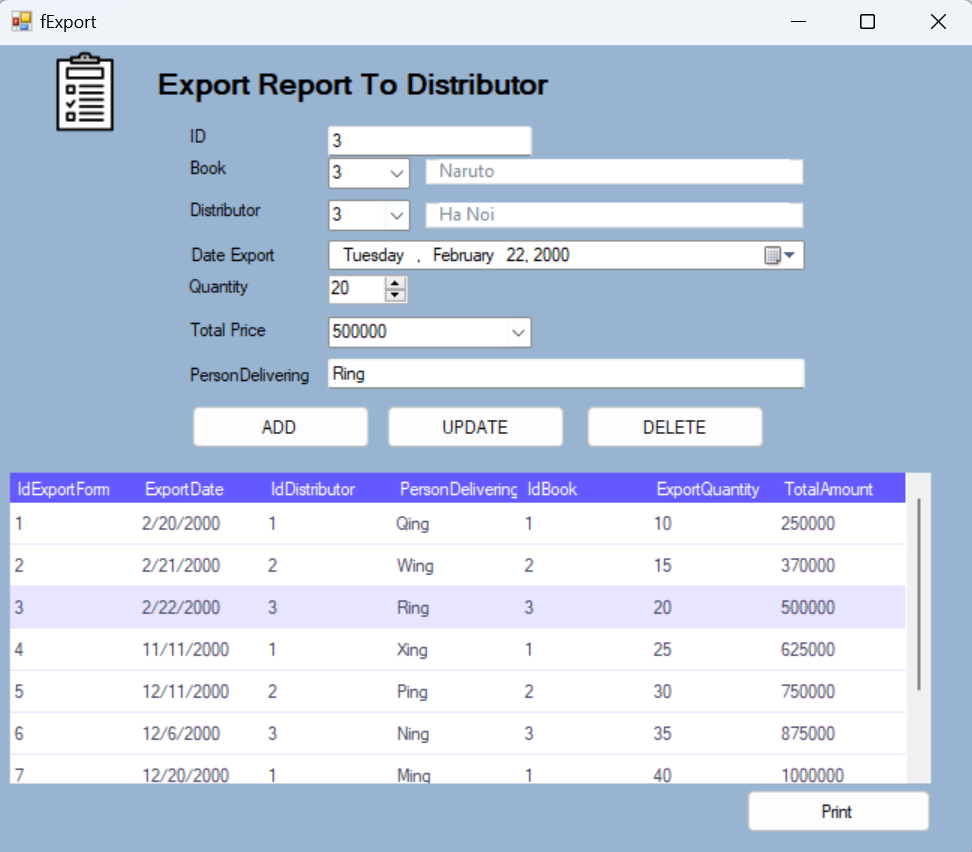 fExport
Export Report To Distributor
ID 3
Book 3 Naruto
Distributor 3 Ha Noi
Date Export Tuesday , February 22, 2000
Quantity 20
Total Price 500000
PersonDelivering Ring
ADD UPDATE DELETE
IdExportForm ExportDate IdDistributor PersonDelivering IdBook ExportQuantity TotalAmount
1 2/20/2000 1 Qing 1 10 250000
2 2/21/2000 2 Wing 2 15 370000
3 2/22/2000 3 Ring 3 20 500000
4 11/11/2000 1 Xing 1 25 625000
5 12/11/2000 2 Ping 2 30 750000
6 12/6/2000 3 Ning 3 35 875000
7 12/20/2000 1 Ming 1 40 1000000
Print